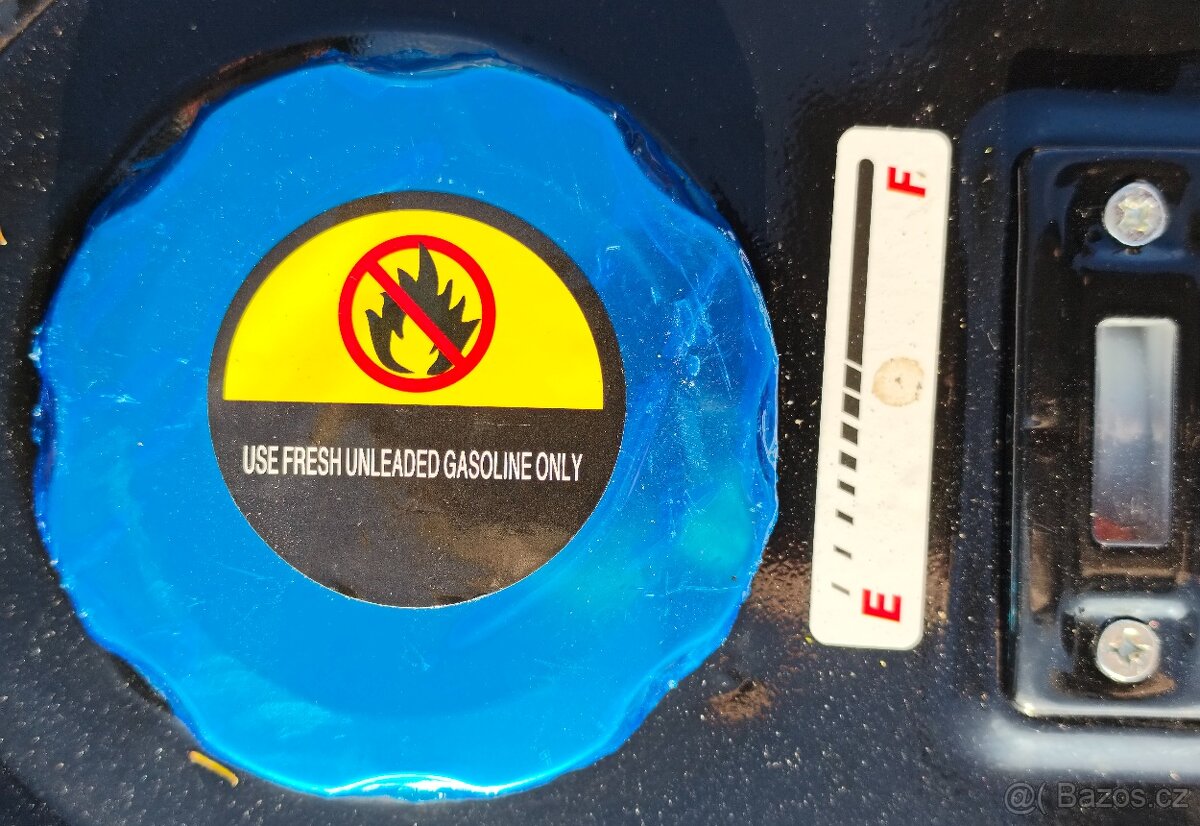 USE FRESH UNLEADED GASOLINE ONLY
F
E
@( Bazos.cz